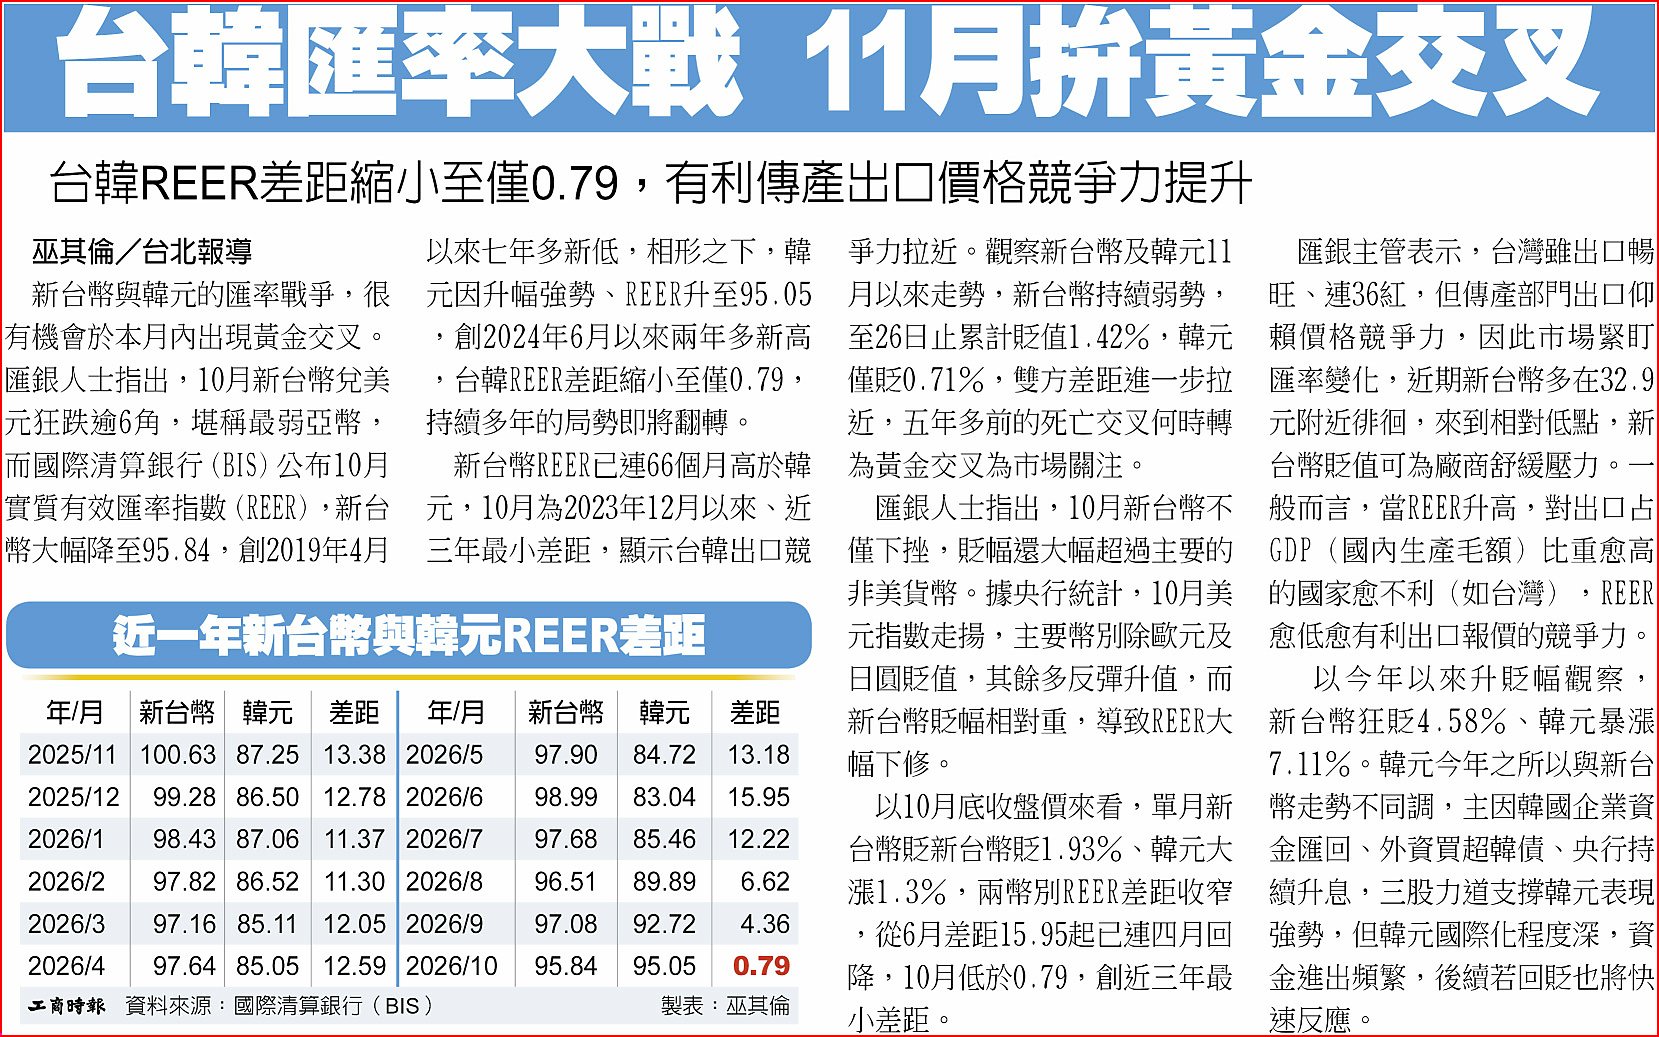 台韓匯率大戰 11月拚黃金交叉
台韓REER差距縮小至僅0.79，有利傳產出口價格競爭力提升
巫其倫／台北報導
新台幣與韓元的匯率戰爭，很
有機會於本月內出現黃金交叉。
匯銀人士指出，10月新台幣兌美
元狂跌逾6角，堪稱最弱亞幣，
而國際清算銀行（BIS）公布10月
實質有效匯率指數（REER），新台
幣大幅降至95.84，創2019年4月
以來七年多新低，相形之下，韓
元因升幅強勢、REER升至95.05
，創2024年6月以來兩年多新高
，台韓REER差距縮小至僅0.79，
持續多年的局勢即將翻轉。
新台幣REER已連66個月高於韓
元，10月為2023年12月以來、近
三年最小差距，顯示台韓出口競
爭力拉近。觀察新台幣及韓元11
月以來走勢，新台幣持續弱勢，
至26日止累計貶值1.42％，韓元
僅貶0.71％，雙方差距進一步拉
近，五年多前的死亡交叉何時轉
為黃金交叉為市場關注。
匯銀人士指出，10月新台幣不
僅下挫，貶幅還大幅超過主要的
非美貨幣。據央行統計，10月美
元指數走揚，主要幣別除歐元及
日圓貶值，其餘多反彈升值，而
新台幣貶幅相對重，導致REER大
幅下修。
以10月底收盤價來看，單月新
台幣貶新台幣貶1.93％、韓元大
漲1.3％，兩幣別REER差距收窄
，從6月差距15.95起已連四月回
降，10月低於0.79，創近三年最
小差距。
匯銀主管表示，台灣雖出口暢
旺、連36紅，但傳產部門出口仰
賴價格競爭力，因此市場緊盯
匯率變化，近期新台幣多在32.9
元附近徘徊，來到相對低點，新
台幣貶值可為廠商舒緩壓力。一
般而言，當REER升高，對出口占
GDP（國內生產毛額）比重愈高
的國家愈不利（如台灣），REER
愈低愈有利出口報價的競爭力。
以今年以來升貶幅觀察，
新台幣狂貶4.58％、韓元暴漲
7.11％。韓元今年之所以與新台
幣走勢不同調，主因韓國企業資
金匯回、外資買超韓債、央行持
續升息，三股力道支撐韓元表現
強勢，但韓元國際化程度深，資
金進出頻繁，後續若回貶也將快
速反應。
近一年新台幣與韓元REER差距
年/月 新台幣 韓元 差距 年/月 新台幣 韓元 差距
2025/11 100.63 87.25 13.38 2026/5 97.90 84.72 13.18
2025/12 99.28 86.50 12.78 2026/6 98.99 83.04 15.95
2026/1 98.43 87.06 11.37 2026/7 97.68 85.46 12.22
2026/2 97.82 86.52 11.30 2026/8 96.51 89.89 6.62
2026/3 97.16 85.11 12.05 2026/9 97.08 92.72 4.36
2026/4 97.64 85.05 12.59 2026/10 95.84 95.05 0.79
工商時報 資料來源：國際清算銀行（BIS） 製表：巫其倫